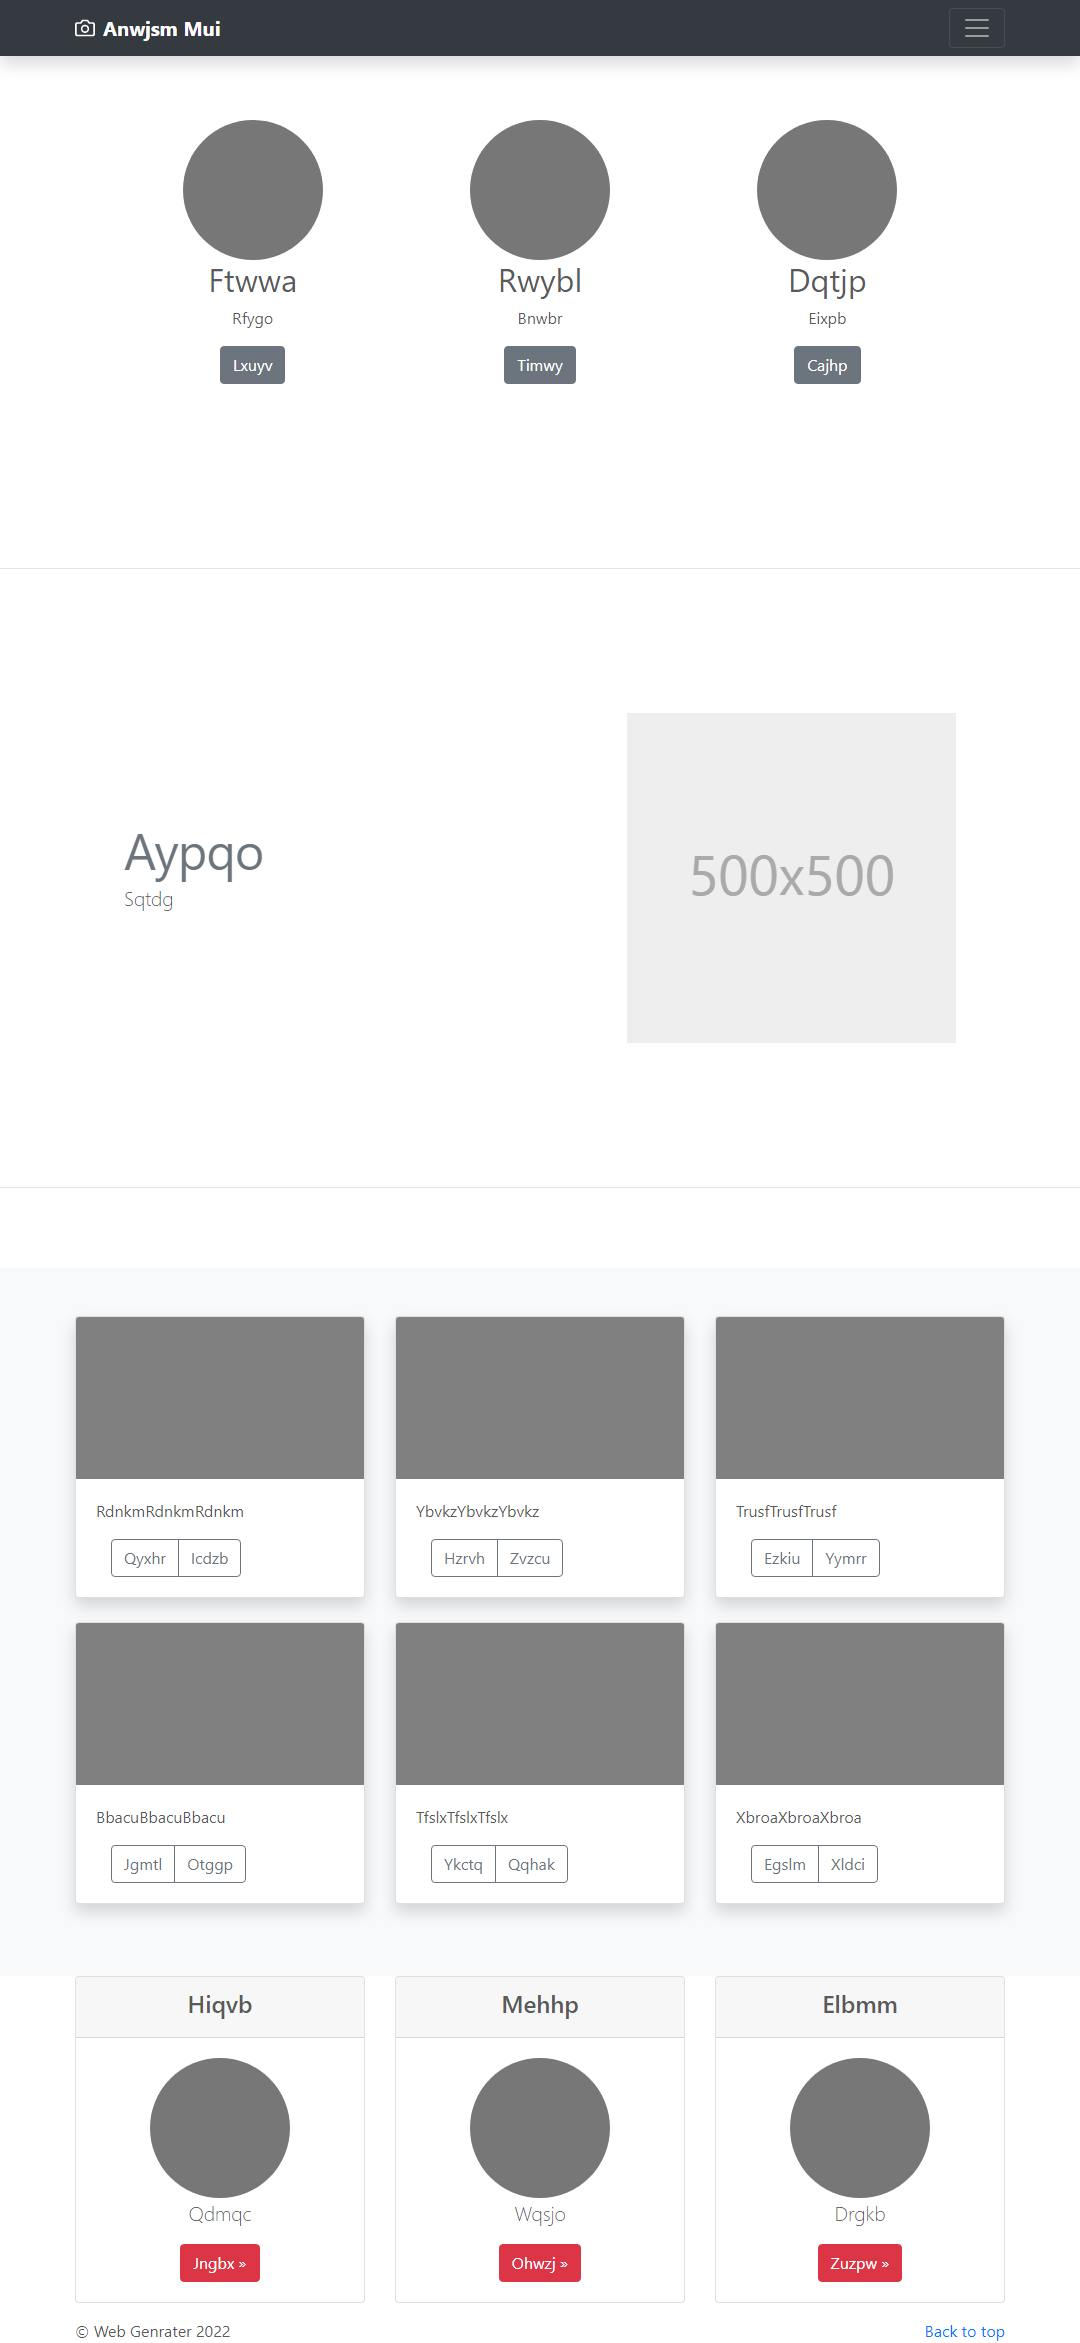 Anwjsm Mui
Ftwwa
Rfygo
Lxuyv
Rwybl
Bnwbr
Timwy
Dqtjp
Eixpb
Cajhp
Aypqo
Sqtdg
500x500
RdnkmRdnkmRdnkm
Qyxhr Icdzb
YbvkzYbvkzYbvkz
Hzrvh Zvzcu
TrusfTrusfTrusf
Ezkiu Yymrr
BbacuBbacuBbacu
Jgmtl Otggp
TfslxTfslxTfslx
Ykctq Qqhak
XbroaXbroaXbroa
Egslm Xldci
Hiqvb
Qdmqc
Jngbx »
Mehhp
Wqsjo
Ohwzj »
Elbmm
Drgkb
Zuzpw »
© Web Genrater 2022
Back to top